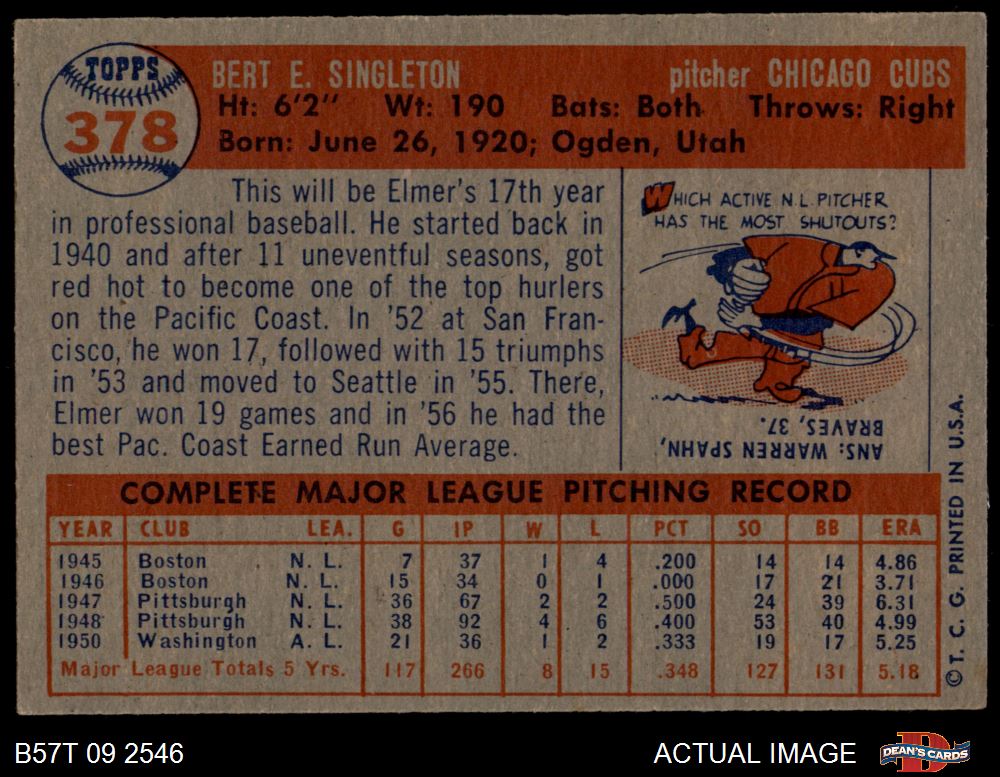 TOPPS
378
BERT E. SINGLETON pitcher CHICAGO CUBS
Ht: 6'2" Wt: 190 Bats: Both Throws: Right
Born: June 26, 1920; Ogden, Utah
This will be Elmer's 17th year
in professional baseball. He started back in
1940 and after 11 uneventful seasons, got
red hot to become one of the top hurlers
on the Pacific Coast. In '52 at San Fran-
cisco, he won 17, followed with 15 triumphs
in '53 and moved to Seattle in '55. There,
Elmer won 19 games and in '56 he had the
best Pac. Coast Earned Run Average.
WHICH ACTIVE N.L. PITCHER
HAS THE MOST SHUTOUTS?
ANS: WARREN SPAHN,
BRAVES, 37.
COMPLETE MAJOR LEAGUE PITCHING RECORD
YEAR CLUB LEA. G IP W L PCT SO BB ERA
1945 Boston N. L. 7 37 1 4 .200 14 14 4.86
1946 Boston N. L. 15 34 0 1 .000 17 21 3.71
1947 Pittsburgh N. L. 36 67 2 2 .500 24 39 6.31
1948 Pittsburgh N. L. 38 92 4 6 .400 53 40 4.99
1950 Washington A. L. 21 36 1 2 .333 19 17 5.25
Major League Totals 5 Yrs. 117 266 8 15 .348 127 131 5.18
© T. C. G. PRINTED IN U.S.A.
B57T 09 2546 ACTUAL IMAGE DEAN'S CARDS